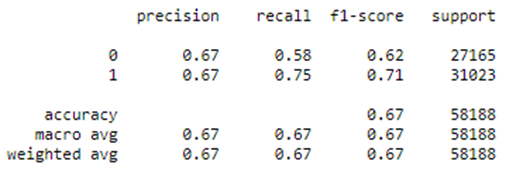 precision recall f1-score support
0 0.67 0.58 0.62 27165
1 0.67 0.75 0.71 31023
accuracy 0.67 58188
macro avg 0.67 0.67 0.67 58188
weighted avg 0.67 0.67 0.67 58188